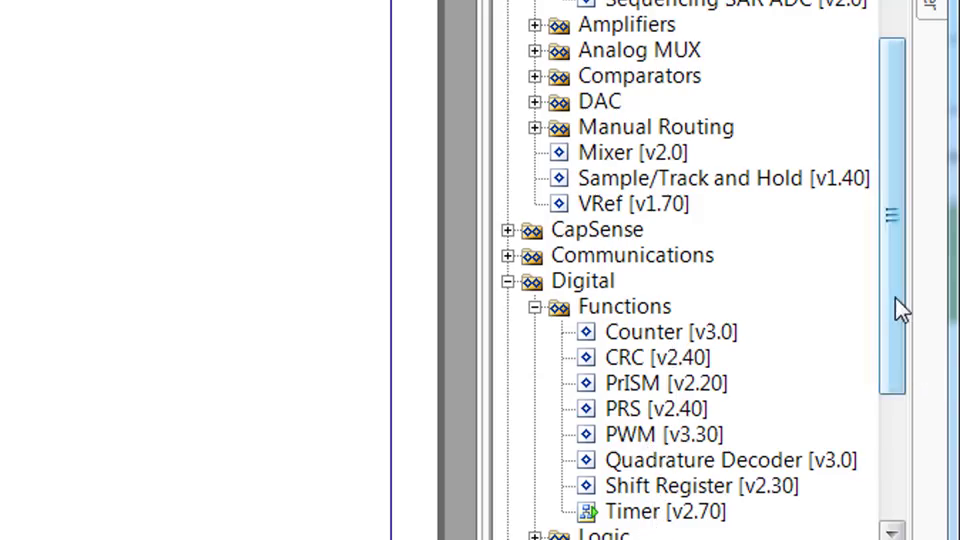 Sequencing SAR ADC [v2.0]
Amplifiers
Analog MUX
Comparators
DAC
Manual Routing
Mixer [v2.0]
Sample/Track and Hold [v1.40]
VRef [v1.70]
CapSense
Communications
Digital
Functions
Counter [v3.0]
CRC [v2.40]
PrISM [v2.20]
PRS [v2.40]
PWM [v3.30]
Quadrature Decoder [v3.0]
Shift Register [v2.30]
Timer [v2.70]
Logic